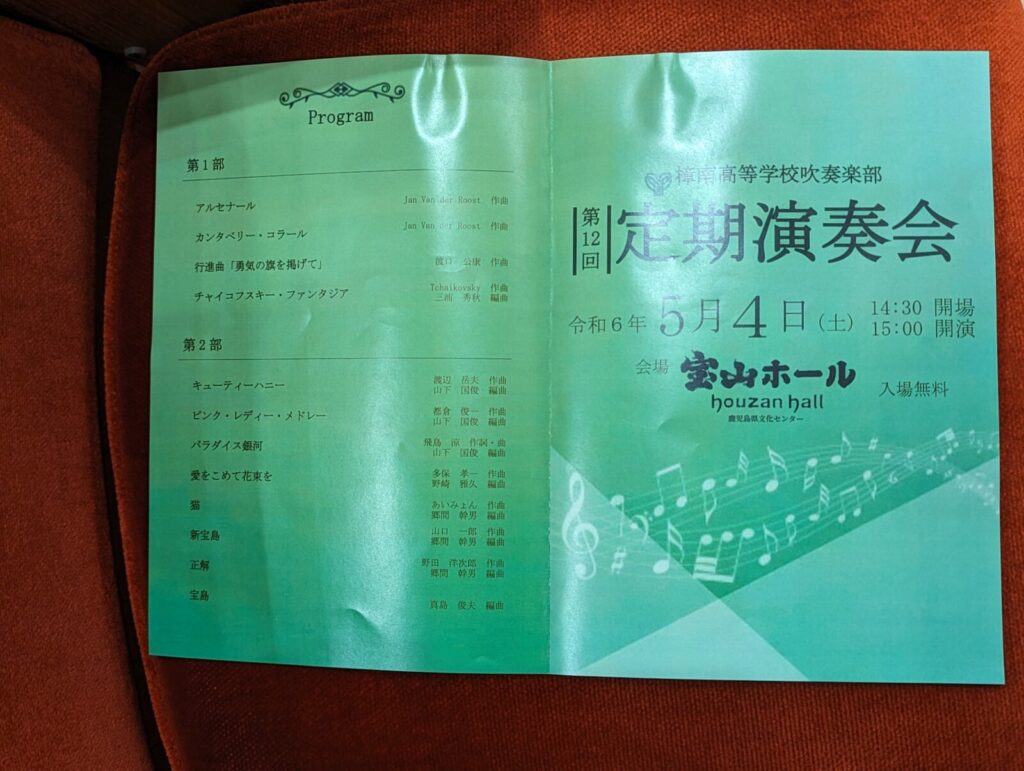 Program
第1部
アルセナール Jan Van der Roost 作曲
カンタベリー・コラール Jan Van der Roost 作曲
行進曲「勇気の旗を掲げて」 渡口 公康 作曲
チャイコフスキー・ファンタジア Tchaikovsky 作曲
三浦 秀秋 編曲
第2部
キューティーハニー 渡辺 岳夫 作曲
山下 国俊 編曲
ピンク・レディー・メドレー 都倉 俊一 作曲
山下 国俊 編曲
パラダイス銀河 飛鳥 涼 作詞・曲
山下 国俊 編曲
愛をこめて花束を 多保 孝一 作曲
野崎 雅久 編曲
猫 あいみょん 作曲
郷間 幹男 編曲
新宝島 山口 一郎 作曲
郷間 幹男 編曲
正解 野田 洋次郎 作曲
郷間 幹男 編曲
宝島
真島 俊夫 編曲
樟南高等学校吹奏楽部
第12回 定期演奏会
令和6年 5月4日(土) 14:30 開場
15:00 開演
会場 宝山ホール 入場無料
houzan hall
鹿児島県文化センター